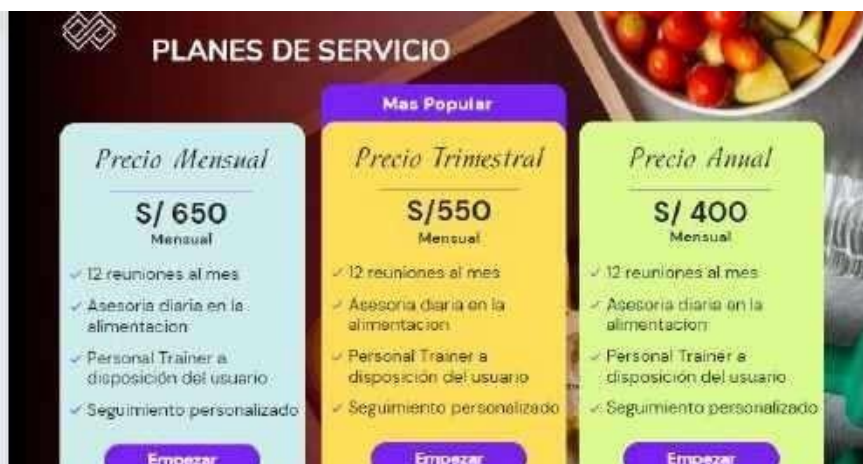 PLANES DE SERVICIO
Mas Popular
Precio Mensual
S/ 650
Mensual
✓ 12 reuniones al mes
✓ Asesoria diaria en la
alimentacion
✓ Personal Trainer a
disposición del usuario
✓ Seguimiento personalizado
Empezar
Precio Trimestral
S/550
Mensual
✓ 12 reuniones al mes
✓ Asesoria diaria en la
alimentacion
✓ Personal Trainer a
disposición del usuario
✓ Seguimiento personalizado
Empezar
Precio Anual
S/ 400
Mensual
✓ 12 reuniones al mes
✓ Asesoria diaria en la
alimentacion
✓ Personal Trainer a
disposición del usuario
✓ Seguimiento personalizado
Empezar